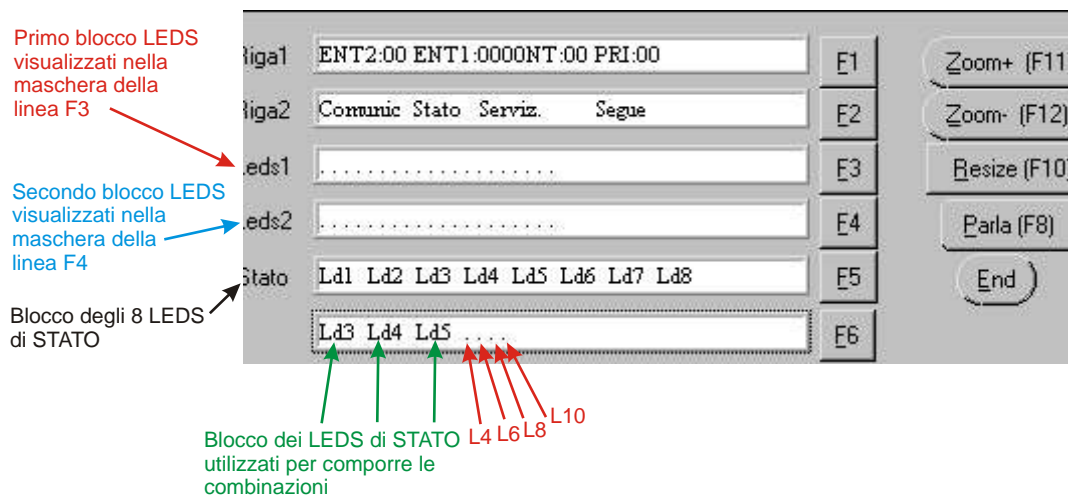 Primo blocco LEDS
visualizzati nella
maschera della
linea F3
Secondo blocco LEDS
visualizzati nella
maschera della
linea F4
Blocco degli 8 LEDS
di STATO
Riga1 ENT2:00 ENT1:0000NT:00 PRI:00 F1 Zoom+ (F11
Riga2 Comunic Stato Serviz. Segue F2 Zoom- (F12)
Leds1 . . . . . . . . . . . . . . . . . . . . F3 Resize (F10)
Leds2 . . . . . . . . . . . . . . . . . . . . F4 Parla (F8)
Stato Ld1 Ld2 Ld3 Ld4 Ld5 Ld6 Ld7 Ld8 F5 End
Ld3 Ld4 Ld5 . . . . F6
L4 L6 L8 L10
Blocco dei LEDS di STATO
utilizzati per comporre le
combinazioni